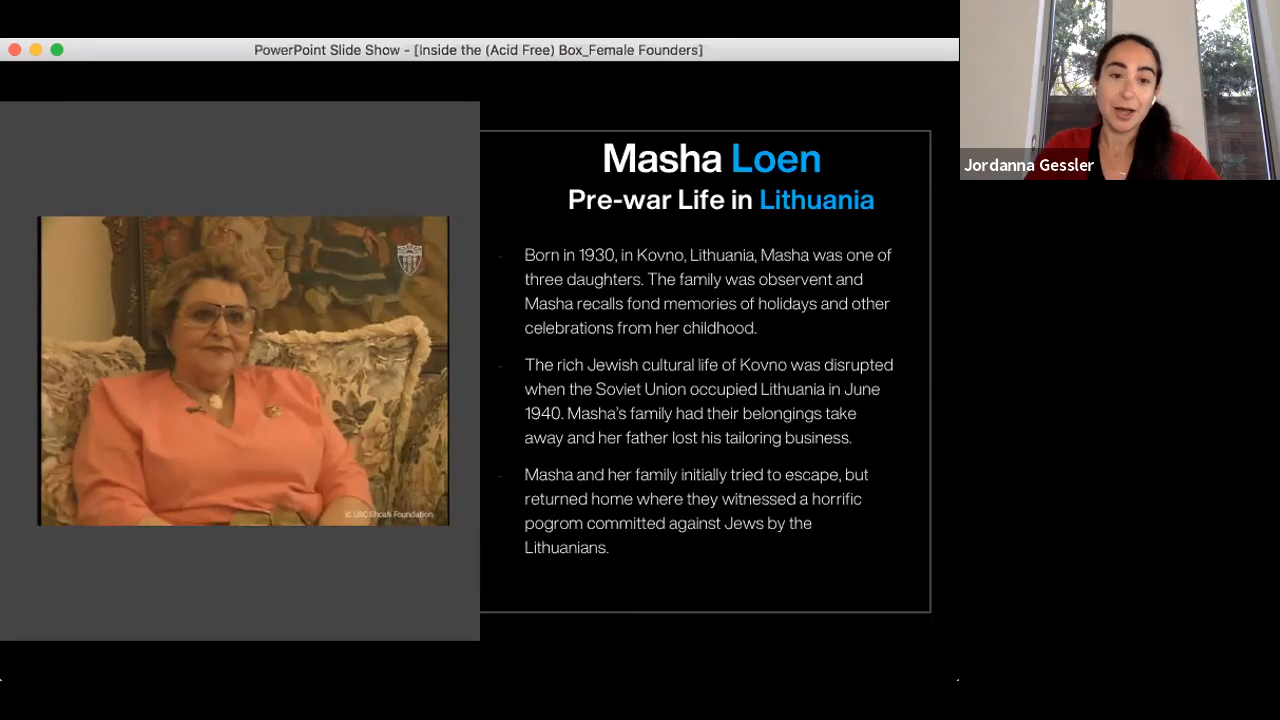 PowerPoint Slide Show - [Inside the (Acid Free) Box_Female Founders]
Jordanna Gessler
Masha Loen
Pre-war Life in Lithuania
- Born in 1930, in Kovno, Lithuania, Masha was one of
three daughters. The family was observent and
Masha recalls fond memories of holidays and other
celebrations from her childhood.
- The rich Jewish cultural life of Kovno was disrupted
when the Soviet Union occupied Lithuania in June
1940. Masha's family had their belongings take
away and her father lost his tailoring business.
- Masha and her family initially tried to escape, but
returned home where they witnessed a horrific
pogrom committed against Jews by the
Lithuanians.
© USC Shoah Foundation